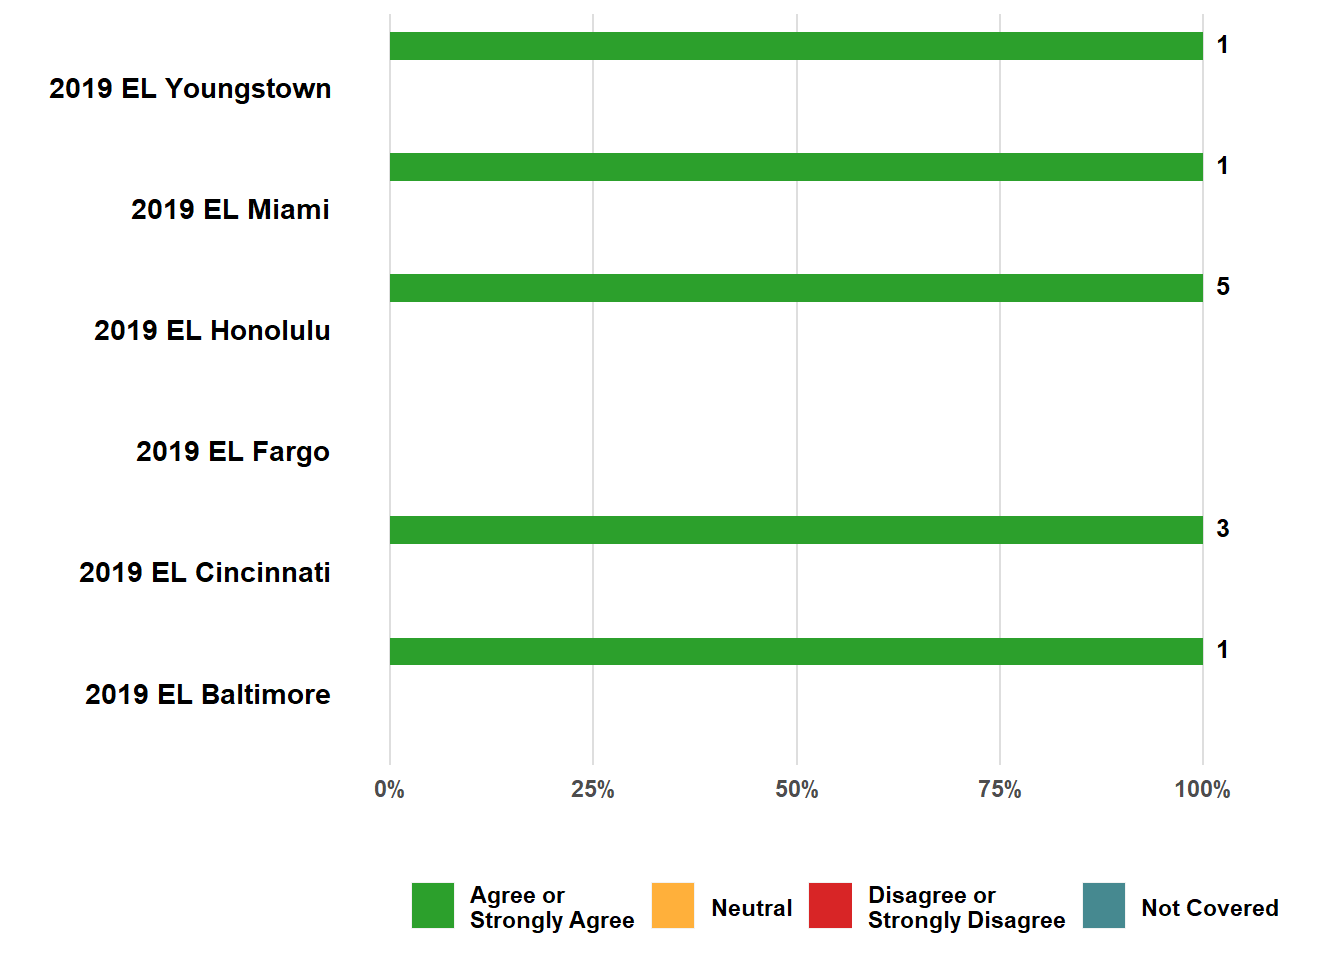 1
2019 EL Youngstown
1
2019 EL Miami
5
2019 EL Honolulu
2019 EL Fargo
3
2019 EL Cincinnati
1
2019 EL Baltimore
0% 25% 50% 75% 100%
Agree or
Strongly Agree
Neutral
Disagree or
Strongly Disagree
Not Covered